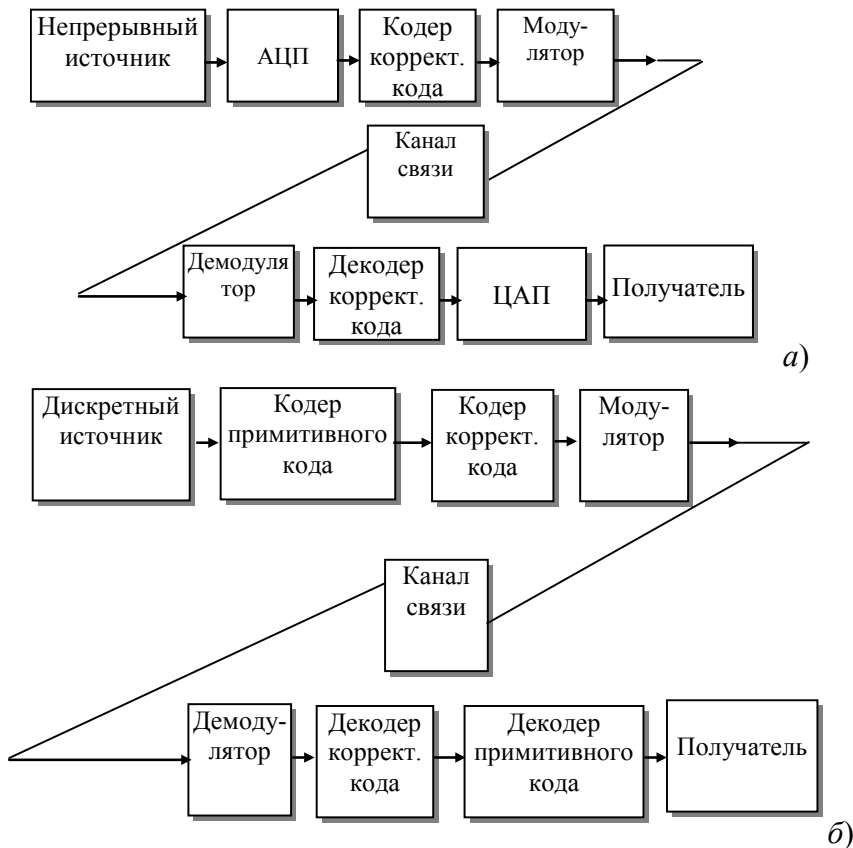 Непрерывный
источник
АЦП
Кодер
коррект.
кода
Моду-
лятор
Канал
связи
Демодуля
тор
Декодер
коррект.
кода
ЦАП
Получатель
а)
Дискретный
источник
Кодер
примитивного
кода
Кодер
коррект.
кода
Моду-
лятор
Канал
связи
Демоду-
лятор
Декодер
коррект.
кода
Декодер
примитивного
кода
Получатель
б)